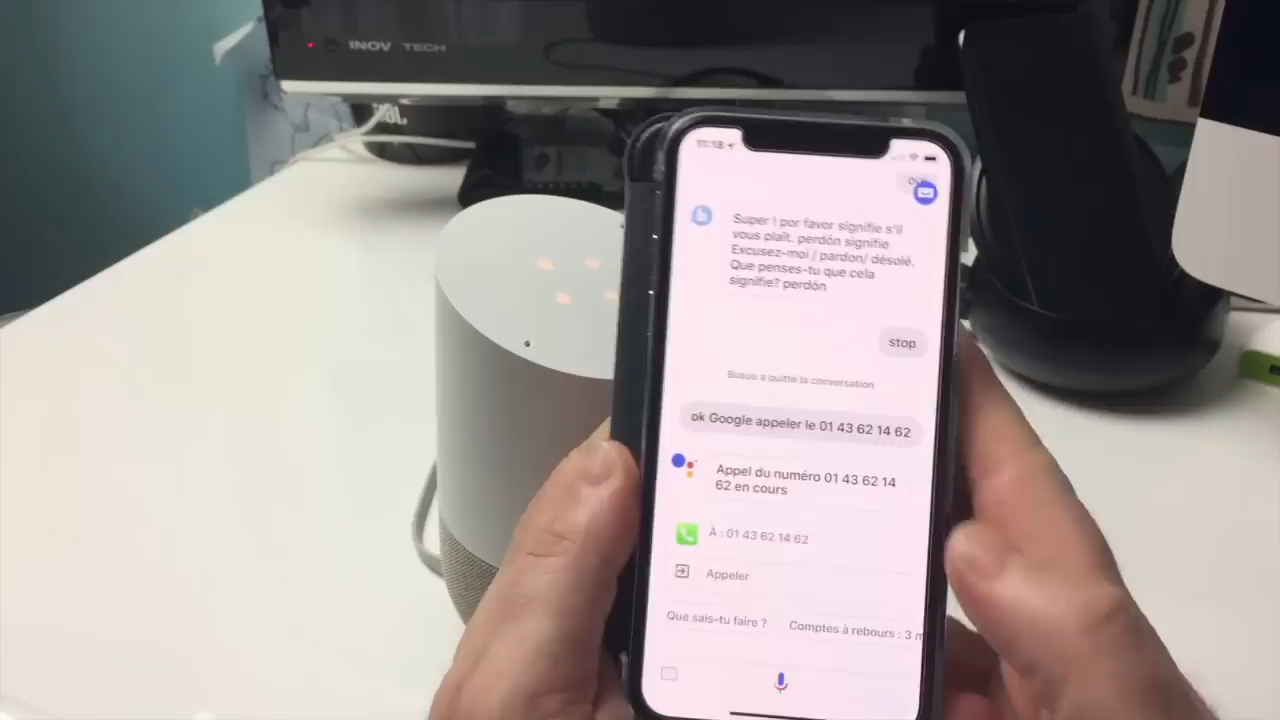 INOV TECH
JBL
11:18
Super ! por favor signifie s'il
vous plaît. perdón signifie
Excusez-moi / pardon/ désolé.
Que penses-tu que cela
signifie? perdón
stop
Busuu a quitté la conversation
ok Google appeler le 01 43 62 14 62
Appel du numéro 01 43 62 14
62 en cours
À : 01 43 62 14 62
Appeler
Que sais-tu faire ?
Comptes à rebours : 3 m